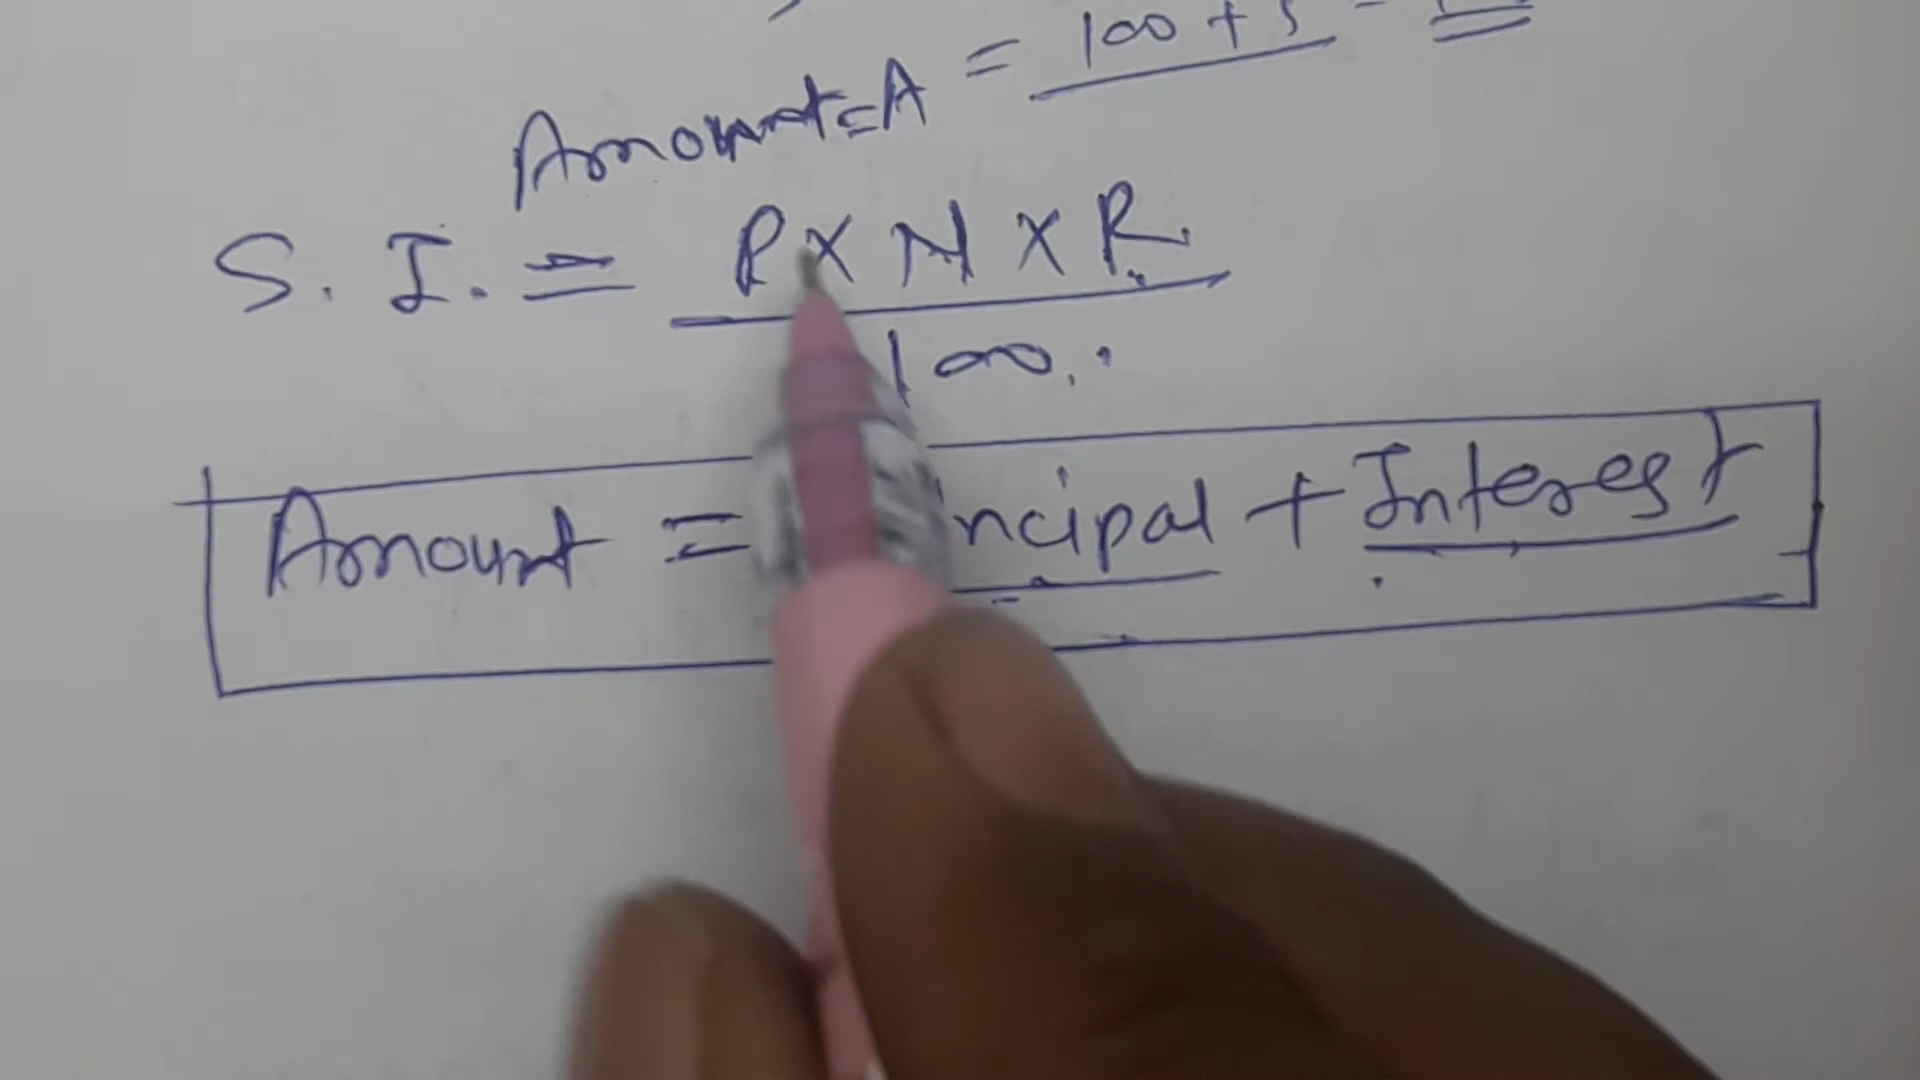 Amount=A = 100 + 5 =
S. I. = P X N X R
100
Amount = ncipal + Interest